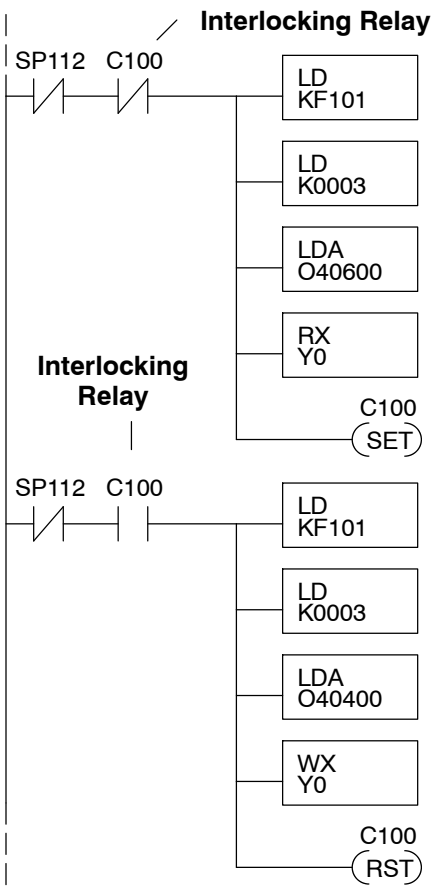 Interlocking Relay
SP112 C100
LD
KF101
LD
K0003
LDA
O40600
RX
Y0
C100
SET
Interlocking
Relay
SP112 C100
LD
KF101
LD
K0003
LDA
O40400
WX
Y0
C100
RST